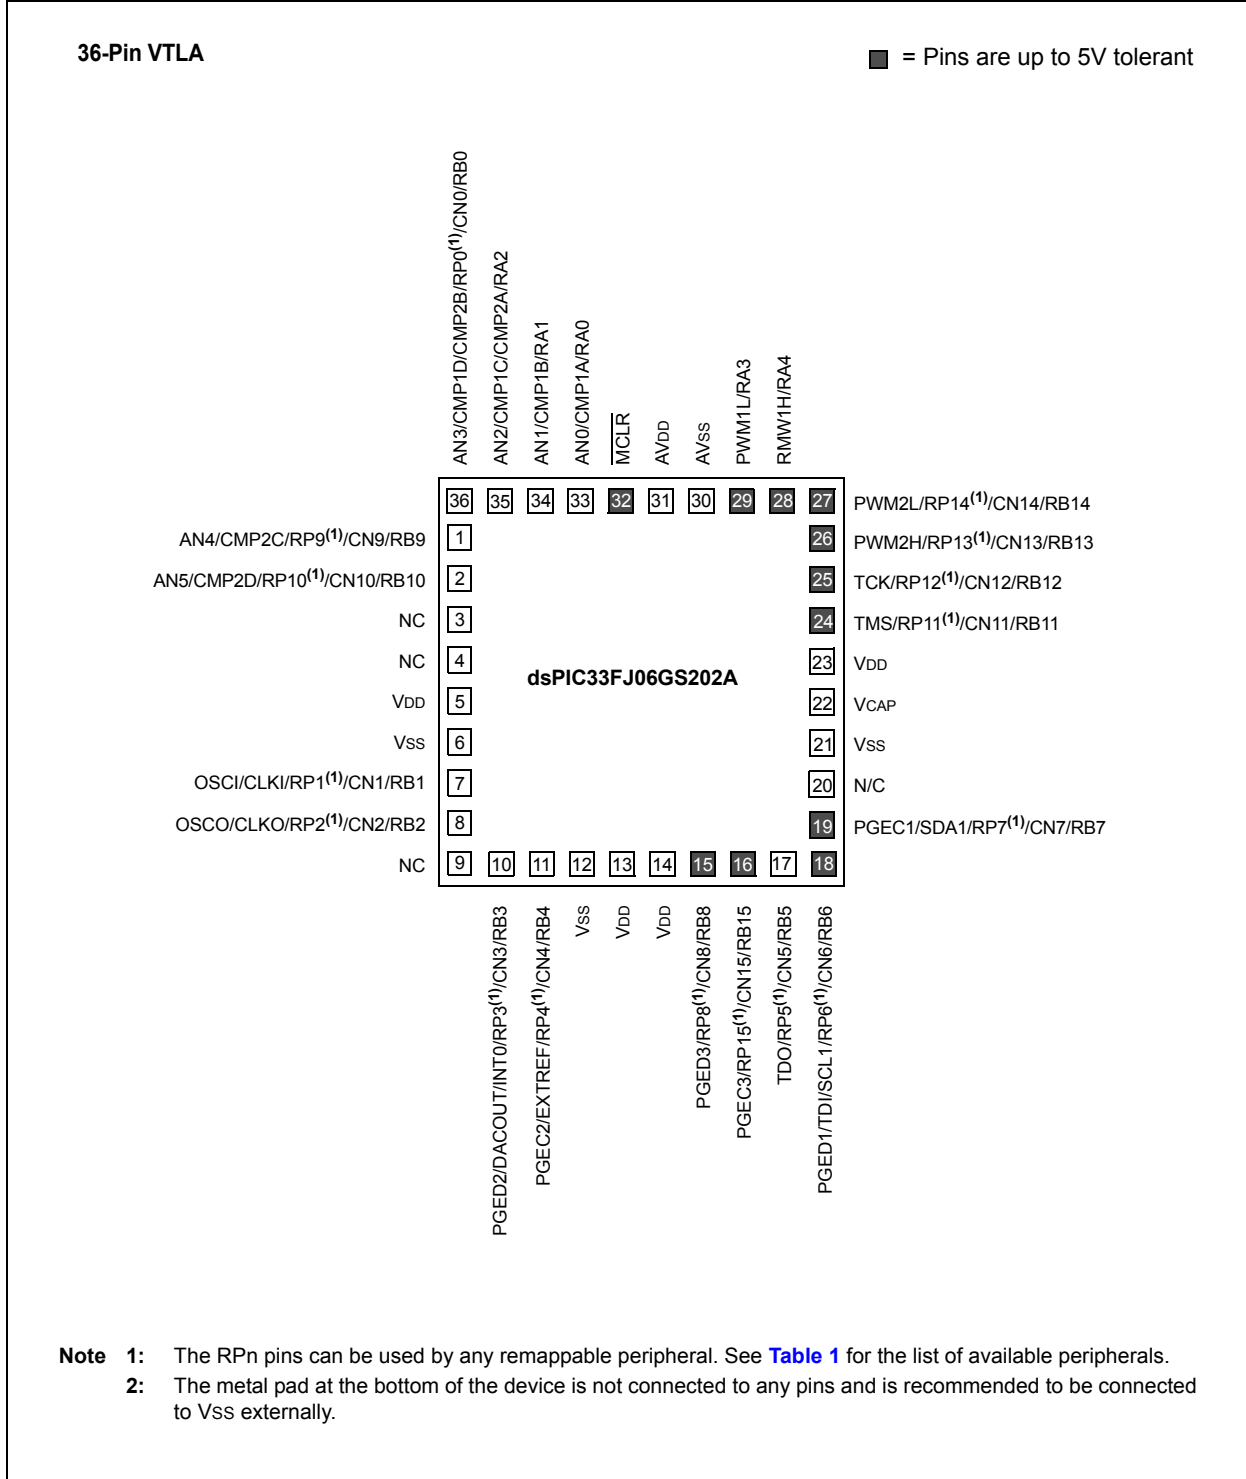 36-Pin VTLA
= Pins are up to 5V tolerant
AN3/CMP1D/CMP2B/RP0(1)/CN0/RB0
AN2/CMP1C/CMP2A/RA2
AN1/CMP1B/RA1
AN0/CMP1A/RA0
MCLR
AVDD
AVSS
PWM1L/RA3
RMW1H/RA4
36 35 34 33 32 31 30 29 28 27 PWM2L/RP14(1)/CN14/RB14
AN4/CMP2C/RP9(1)/CN9/RB9 1 26 PWM2H/RP13(1)/CN13/RB13
AN5/CMP2D/RP10(1)/CN10/RB10 2 25 TCK/RP12(1)/CN12/RB12
NC 3 24 TMS/RP11(1)/CN11/RB11
NC 4 23 VDD
dsPIC33FJ06GS202A
VDD 5 22 VCAP
VSS 6 21 VSS
OSCI/CLKI/RP1(1)/CN1/RB1 7 20 N/C
OSCO/CLKO/RP2(1)/CN2/RB2 8 19 PGEC1/SDA1/RP7(1)/CN7/RB7
NC 9 10 11 12 13 14 15 16 17 18
PGED2/DACOUT/INT0/RP3(1)/CN3/RB3
PGEC2/EXTREF/RP4(1)/CN4/RB4
VSS
VDD
VDD
PGED3/RP8(1)/CN8/RB8
PGEC3/RP15(1)/CN15/RB15
TDO/RP5(1)/CN5/RB5
PGED1/TDI/SCL1/RP6(1)/CN6/RB6
Note 1: The RPn pins can be used by any remappable peripheral. See Table 1 for the list of available peripherals.
2: The metal pad at the bottom of the device is not connected to any pins and is recommended to be connected
to VSS externally.